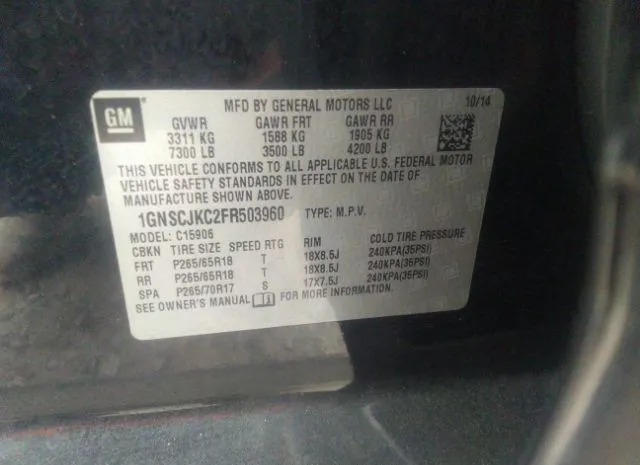 GM
MFD BY GENERAL MOTORS LLC 10/14
GVWR GAWR FRT GAWR RR
3311 KG 1588 KG 1905 KG
7300 LB 3500 LB 4200 LB
THIS VEHICLE CONFORMS TO ALL APPLICABLE U.S. FEDERAL MOTOR
VEHICLE SAFETY STANDARDS IN EFFECT ON THE DATE OF
MANUFACTURE SHOWN ABOVE.
1GNSCJKC2FR503960 TYPE: M.P.V.
MODEL: C15906
CBKN TIRE SIZE SPEED RTG RIM COLD TIRE PRESSURE
FRT P265/65R18 T 18X8.5J 240KPA(35PSI)
RR P265/65R18 T 18X8.5J 240KPA(35PSI)
SPA P265/70R17 S 17X7.5J 240KPA(35PSI)
SEE OWNER'S MANUAL FOR MORE INFORMATION.